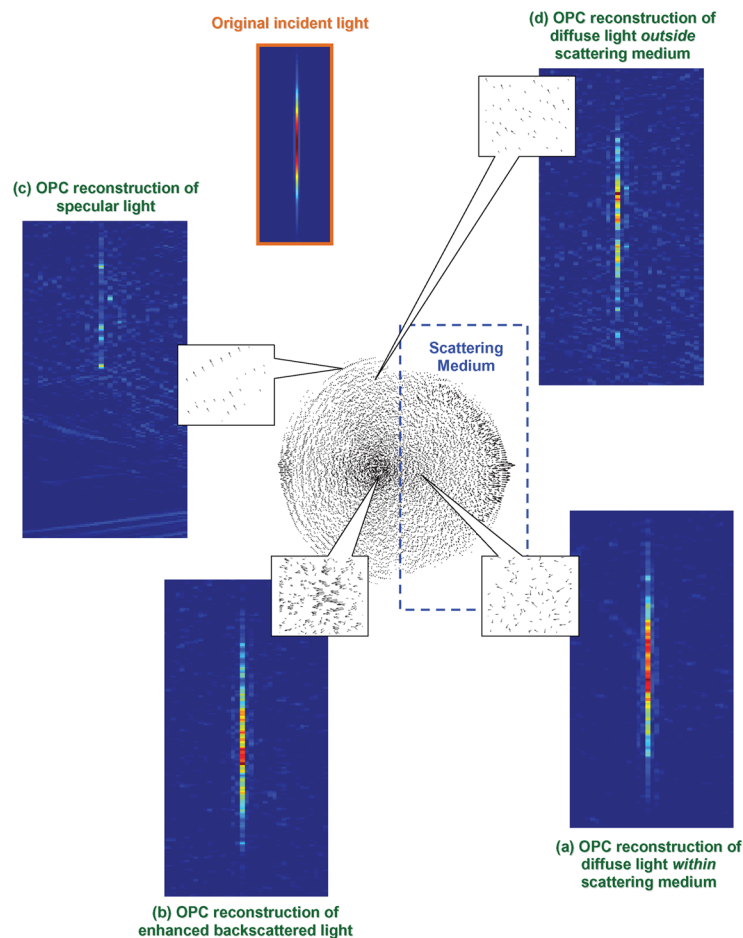 Original incident light
(d) OPC reconstruction of
diffuse light outside
scattering medium
(c) OPC reconstruction of
specular light
Scattering
Medium
(a) OPC reconstruction of
diffuse light within
scattering medium
(b) OPC reconstruction of
enhanced backscattered light